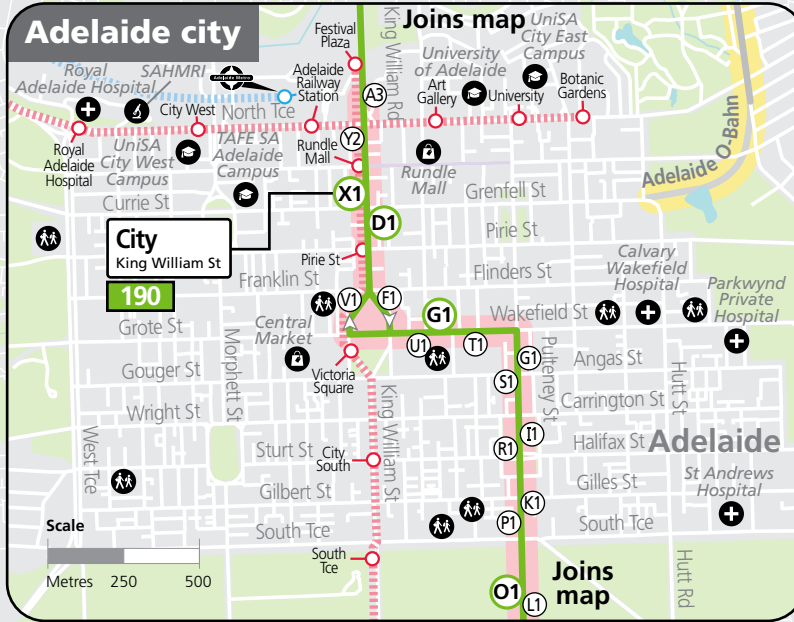 Adelaide city
Joins map
Festival
Plaza
King William Rd
UniSA
City East
Campus
University
of Adelaide
Royal
Adelaide Hospital
SAHMRI
Adelaide Metro
Adelaide
Railway
Station
A3
Art
Gallery
University
Botanic
Gardens
City West
North Tce
Royal
Adelaide
Hospital
UniSA
City West
Campus
TAFE SA
Adelaide
Campus
Y2
Rundle
Mall
Rundle
Mall
Adelaide O-Bahn
Currie St
X1
Grenfell St
D1
Pirie St
City
King William St
190
Pirie St
Flinders St
Franklin St
Calvary
Wakefield
Hospital
Parkwynd
Private
Hospital
V1
F1
G1
Wakefield St
Grote St
Central
Market
Morphett St
U1
T1
G1
Pulteney St
Angas St
Hutt St
Gouger St
Victoria
Square
S1
Carrington St
Wright St
King William St
I1
R1
Halifax St
Adelaide
West Tce
Sturt St
City
South
Gilles St
St Andrews
Hospital
Gilbert St
K1
P1
South Tce
South Tce
Scale
Metres 250 500
South
Tce
Hutt Rd
Joins
map
O1
L1